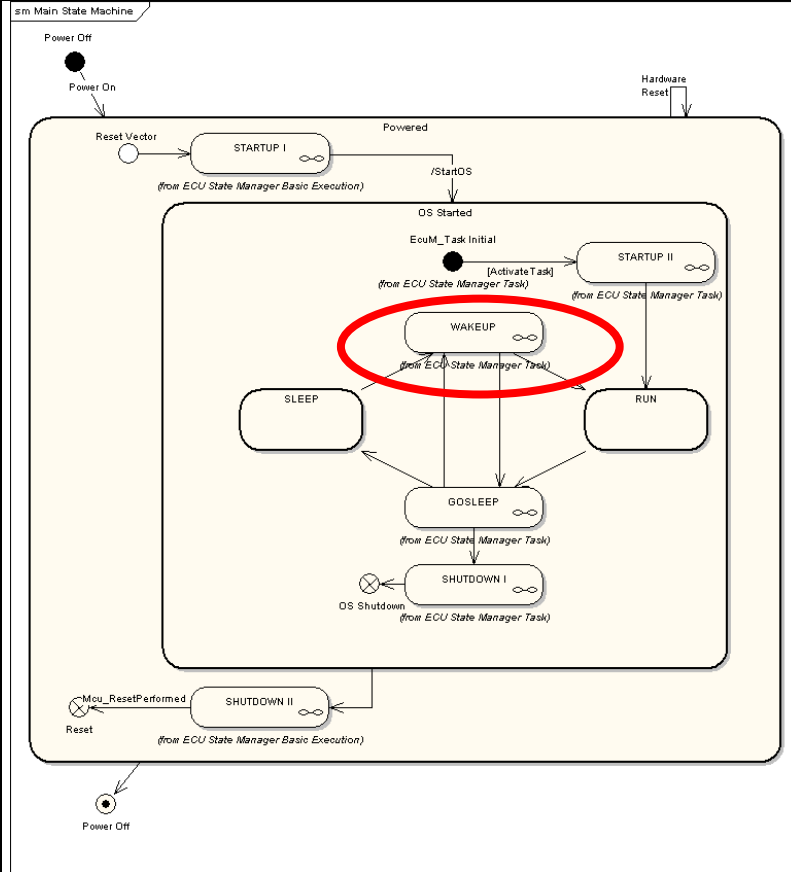 sm Main State Machine
Power Off
Power On
Hardware
Reset
Powered
Reset Vector
STARTUP I
(from ECU State Manager Basic Execution)
/StartOS
OS Started
EcuM_Task Initial
[ActivateTask]
(from ECU State Manager Task)
STARTUP II
(from ECU State Manager Task)
WAKEUP
(from ECU State Manager Task)
SLEEP
RUN
GOSLEEP
(from ECU State Manager Task)
SHUTDOWN I
OS Shutdown
(from ECU State Manager Task)
Mcu_ResetPerformed
Reset
SHUTDOWN II
(from ECU State Manager Basic Execution)
Power Off